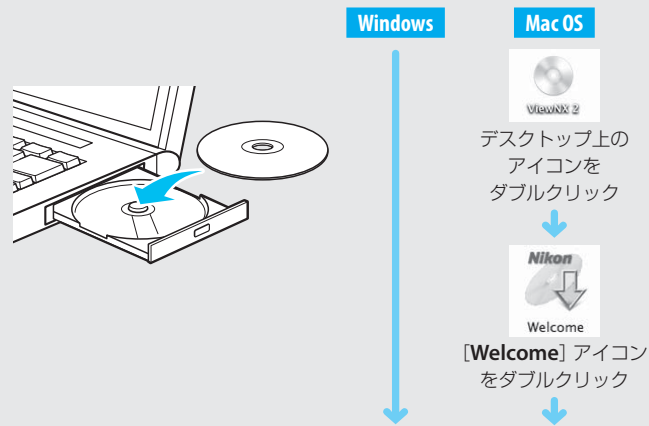 Windows
Mac OS
ViewNX 2
デスクトップ上の
アイコンを
ダブルクリック
Nikon
Welcome
[Welcome] アイコン
をダブルクリック